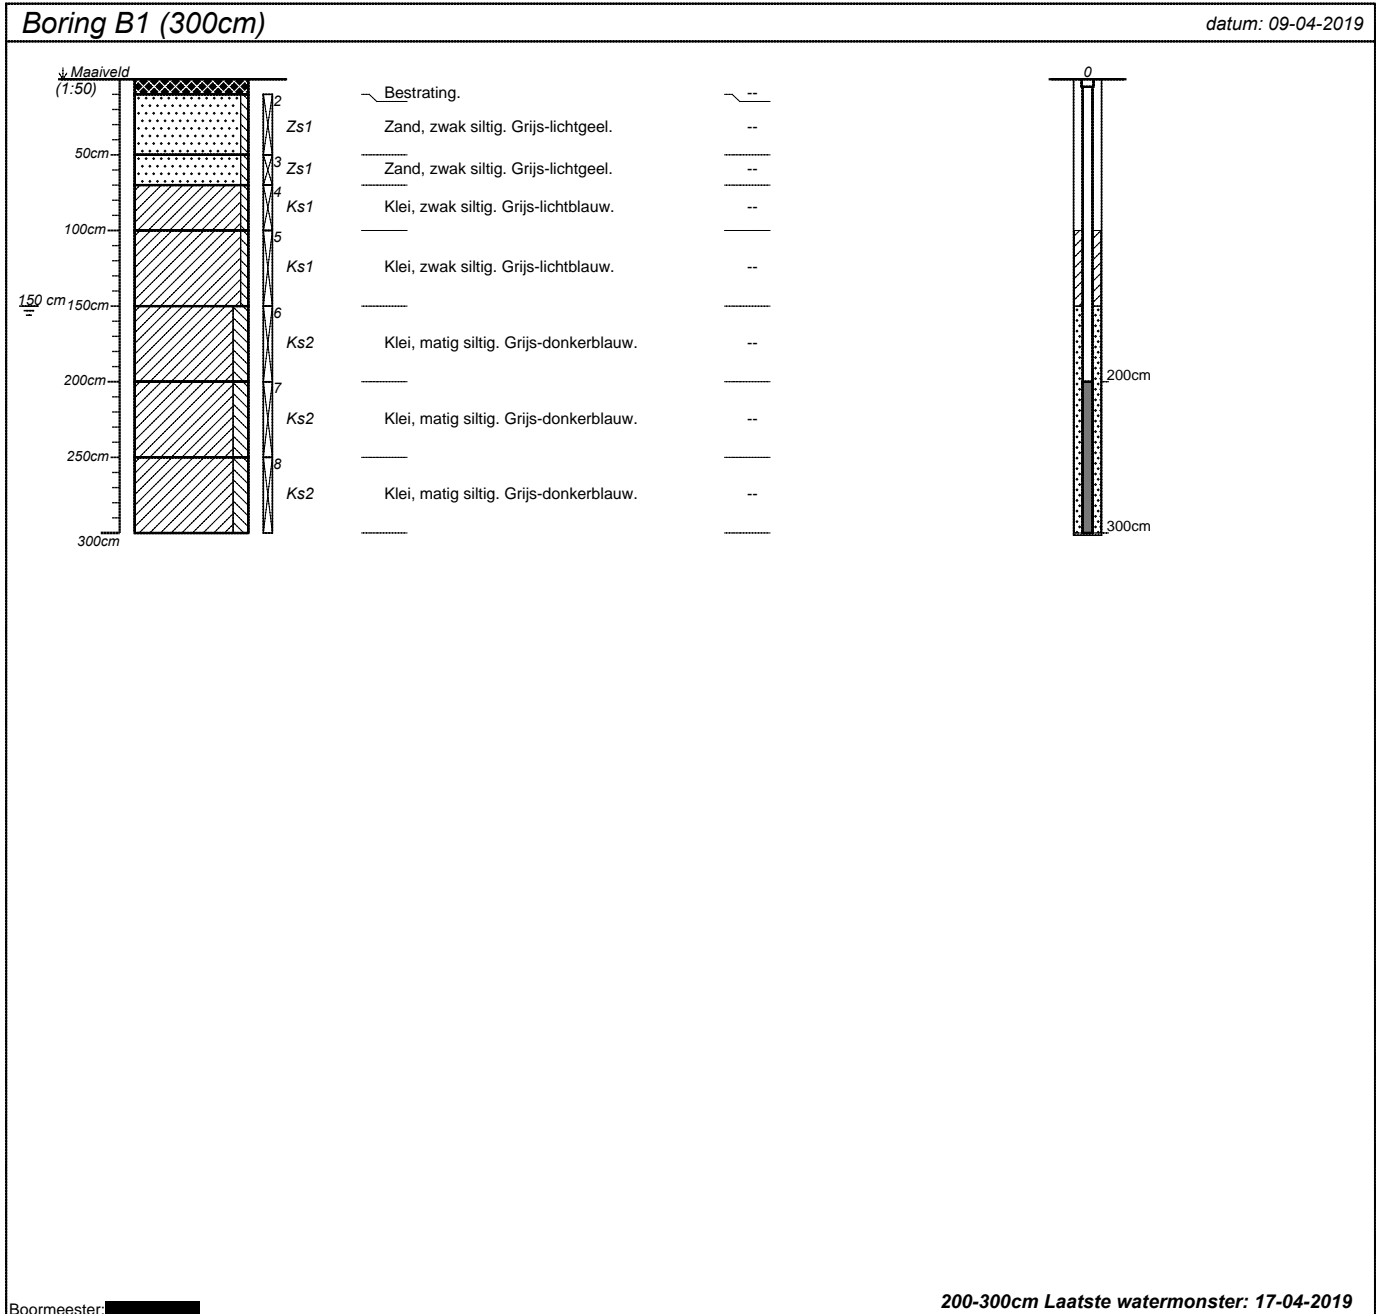 Boring B1 (300cm) datum: 09-04-2019
Maaiveld 0
(1:50) Bestrating. --
2
Zs1 Zand, zwak siltig. Grijs-lichtgeel. --
50cm
3 Zs1 Zand, zwak siltig. Grijs-lichtgeel. --
4
Ks1 Klei, zwak siltig. Grijs-lichtblauw. --
100cm
5
Ks1 Klei, zwak siltig. Grijs-lichtblauw. --
150 cm 150cm
6
Ks2 Klei, matig siltig. Grijs-donkerblauw. --
200cm 200cm
7
Ks2 Klei, matig siltig. Grijs-donkerblauw. --
250cm
8
Ks2 Klei, matig siltig. Grijs-donkerblauw. --
300cm 300cm
Boormeester: 200-300cm Laatste watermonster: 17-04-2019